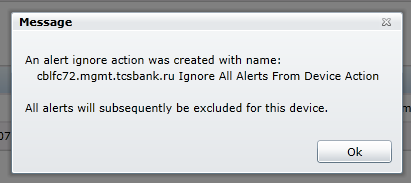 Message
An alert ignore action was created with name:
cblfc72.mgmt.tcsbank.ru Ignore All Alerts From Device Action
All alerts will subsequently be excluded for this device.
07
m
Ok